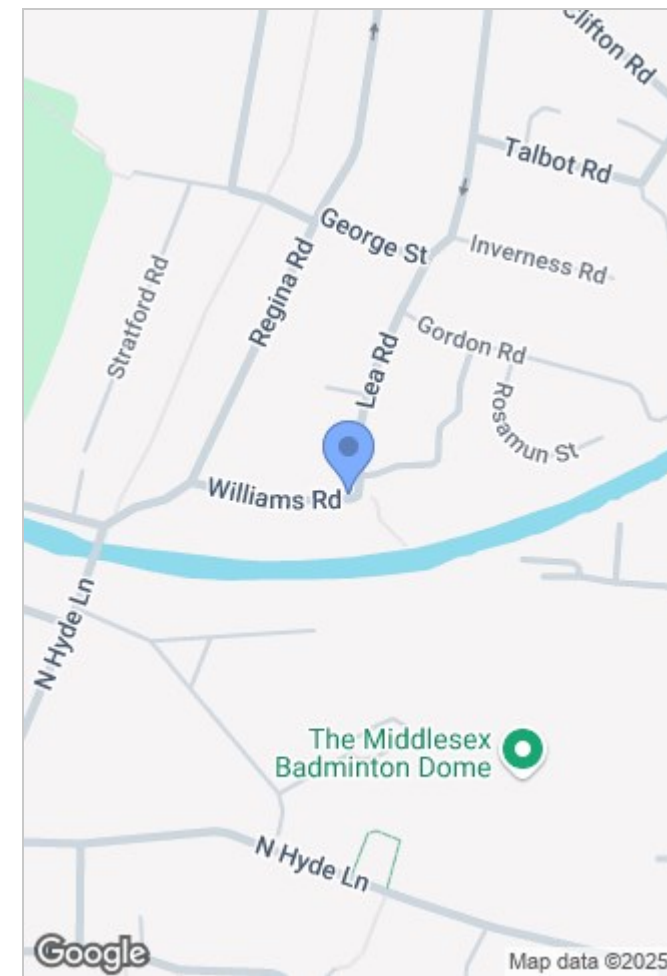 Clifton Rd
Talbot Rd
George St
Inverness Rd
Regina Rd
Stratford Rd
Lea Rd
Gordon Rd
Rosamun St
Williams Rd
N Hyde Ln
The Middlesex
Badminton Dome
N Hyde Ln
Google
Map data ©2025